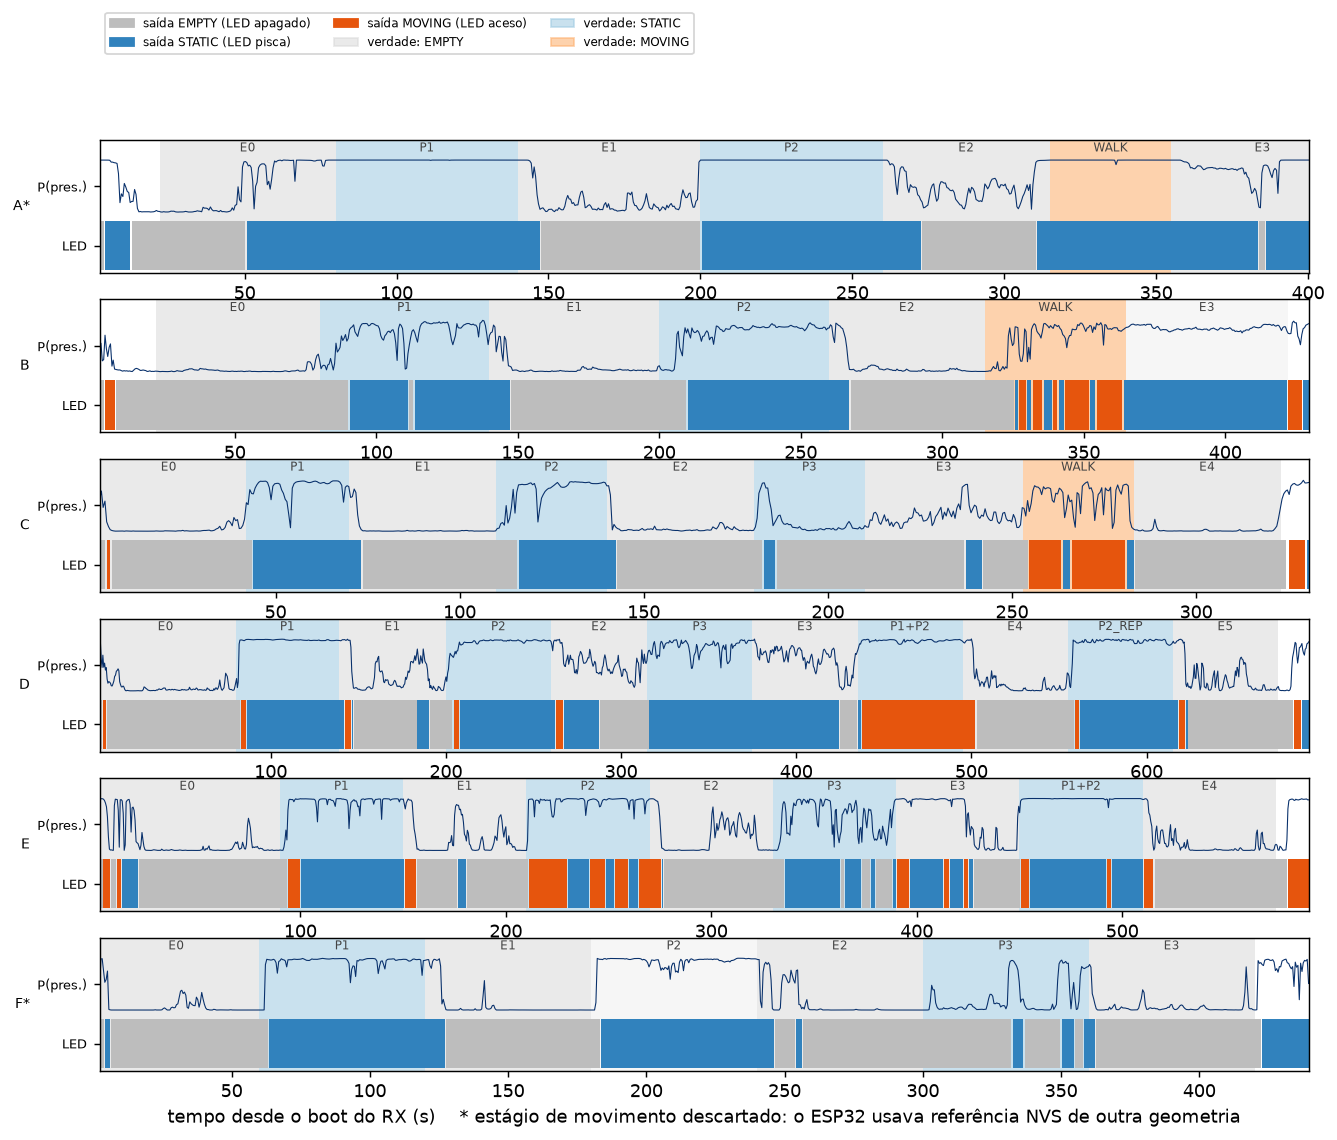 saída EMPTY (LED apagado) saída MOVING (LED aceso) verdade: STATIC
saída STATIC (LED pisca) verdade: EMPTY verdade: MOVING
E0 P1 E1 P2 E2 WALK E3
P(pres.)
A*
LED
50 100 150 200 250 300 350 400
E0 P1 E1 P2 E2 WALK E3
P(pres.)
B
LED
50 100 150 200 250 300 350 400
E0 P1 E1 P2 E2 P3 E3 WALK E4
P(pres.)
C
LED
50 100 150 200 250 300
E0 P1 E1 P2 E2 P3 E3 P1+P2 E4 P2_REP E5
P(pres.)
D
LED
100 200 300 400 500 600
E0 P1 E1 P2 E2 P3 E3 P1+P2 E4
P(pres.)
E
LED
100 200 300 400 500
E0 P1 E1 P2 E2 P3 E3
P(pres.)
F*
LED
50 100 150 200 250 300 350 400
tempo desde o boot do RX (s) * estágio de movimento descartado: o ESP32 usava referência NVS de outra geometria